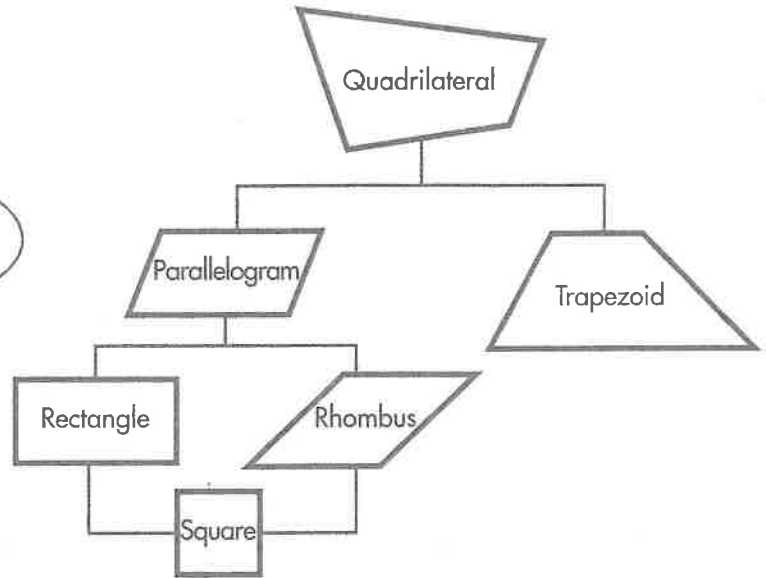 Quadrilateral
Parallelogram
Trapezoid
Rectangle
Rhombus
Square